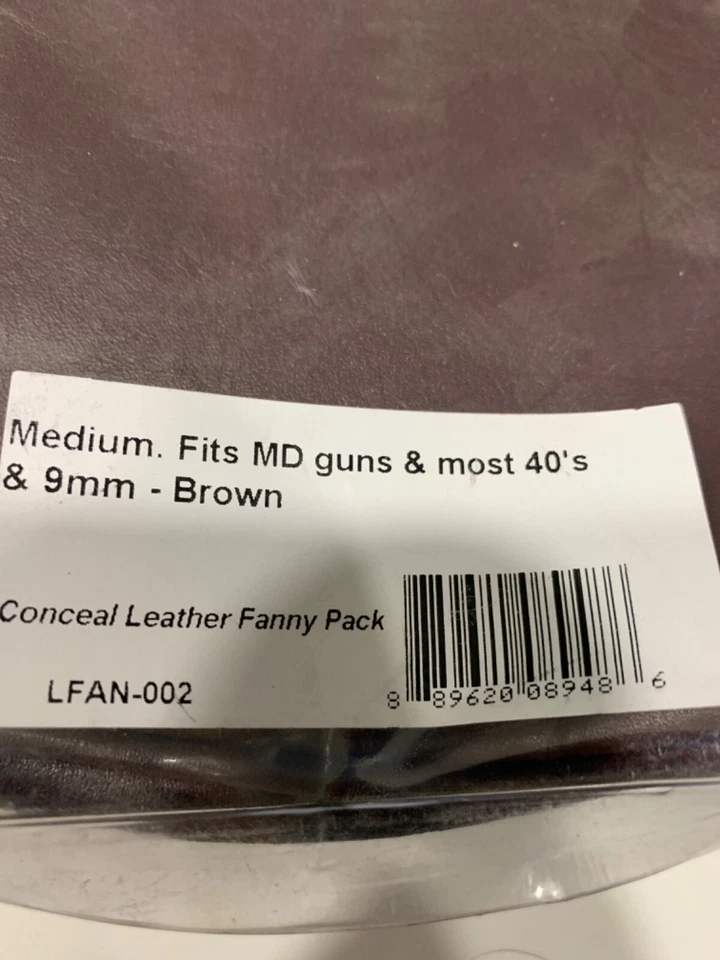 Medium. Fits MD guns & most 40's
& 9mm - Brown
Conceal Leather Fanny Pack
LFAN-002
8 89620 08948 6